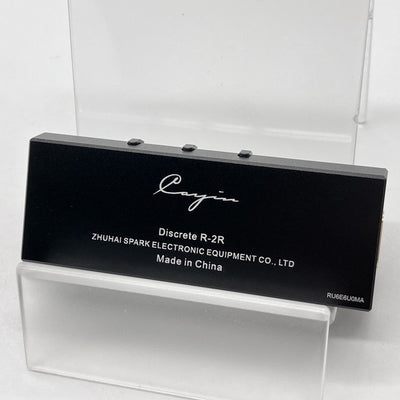 Cayin
Discrete R-2R
ZHUHAI SPARK ELECTRONIC EQUIPMENT CO., LTD
Made in China
RU6E6U0MA